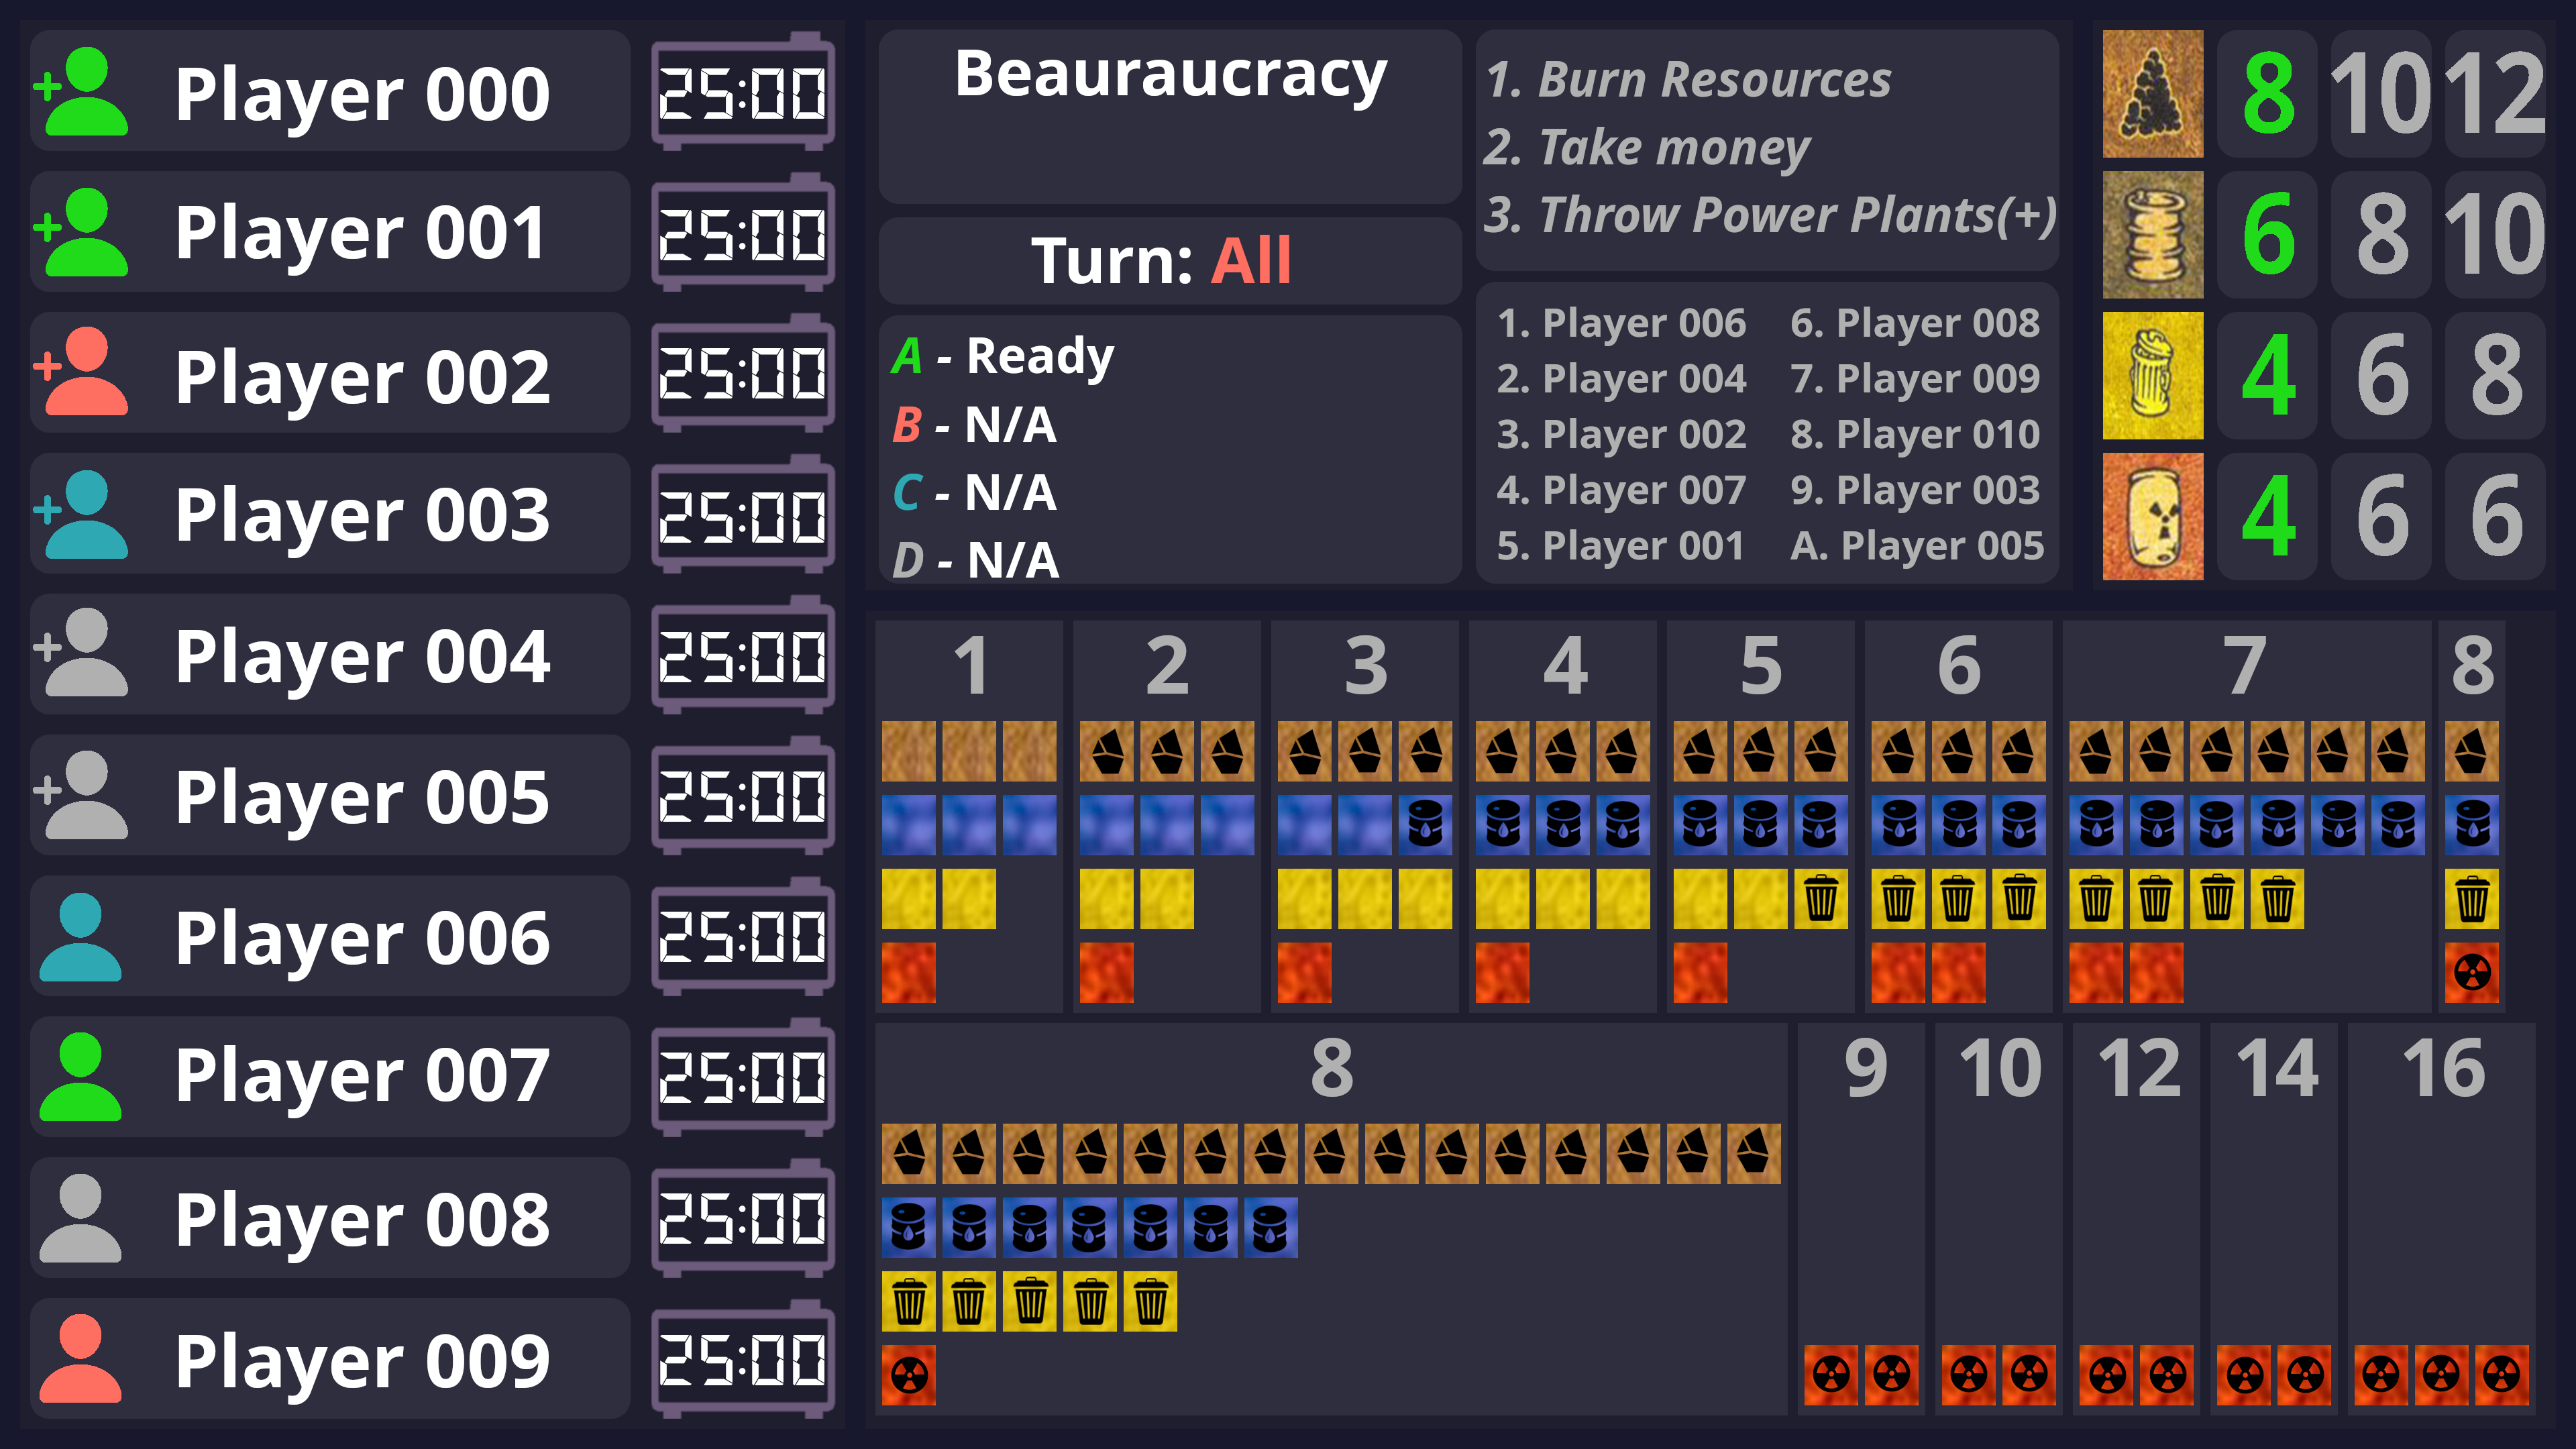 Player 000
25:00
Player 001
25:00
Player 002
25:00
Player 003
25:00
Player 004
25:00
Player 005
25:00
Player 006
25:00
Player 007
25:00
Player 008
25:00
Player 009
25:00
Beauraucracy
Turn: All
A - Ready
B - N/A
C - N/A
D - N/A
1. Burn Resources
2. Take money
3. Throw Power Plants(+)
1. Player 006
2. Player 004
3. Player 002
4. Player 007
5. Player 001
6. Player 008
7. Player 009
8. Player 010
9. Player 003
A. Player 005
8 10 12
6 8 10
4 6 8
4 6 6
1 2 3 4 5 6 7 8
8 9 10 12 14 16